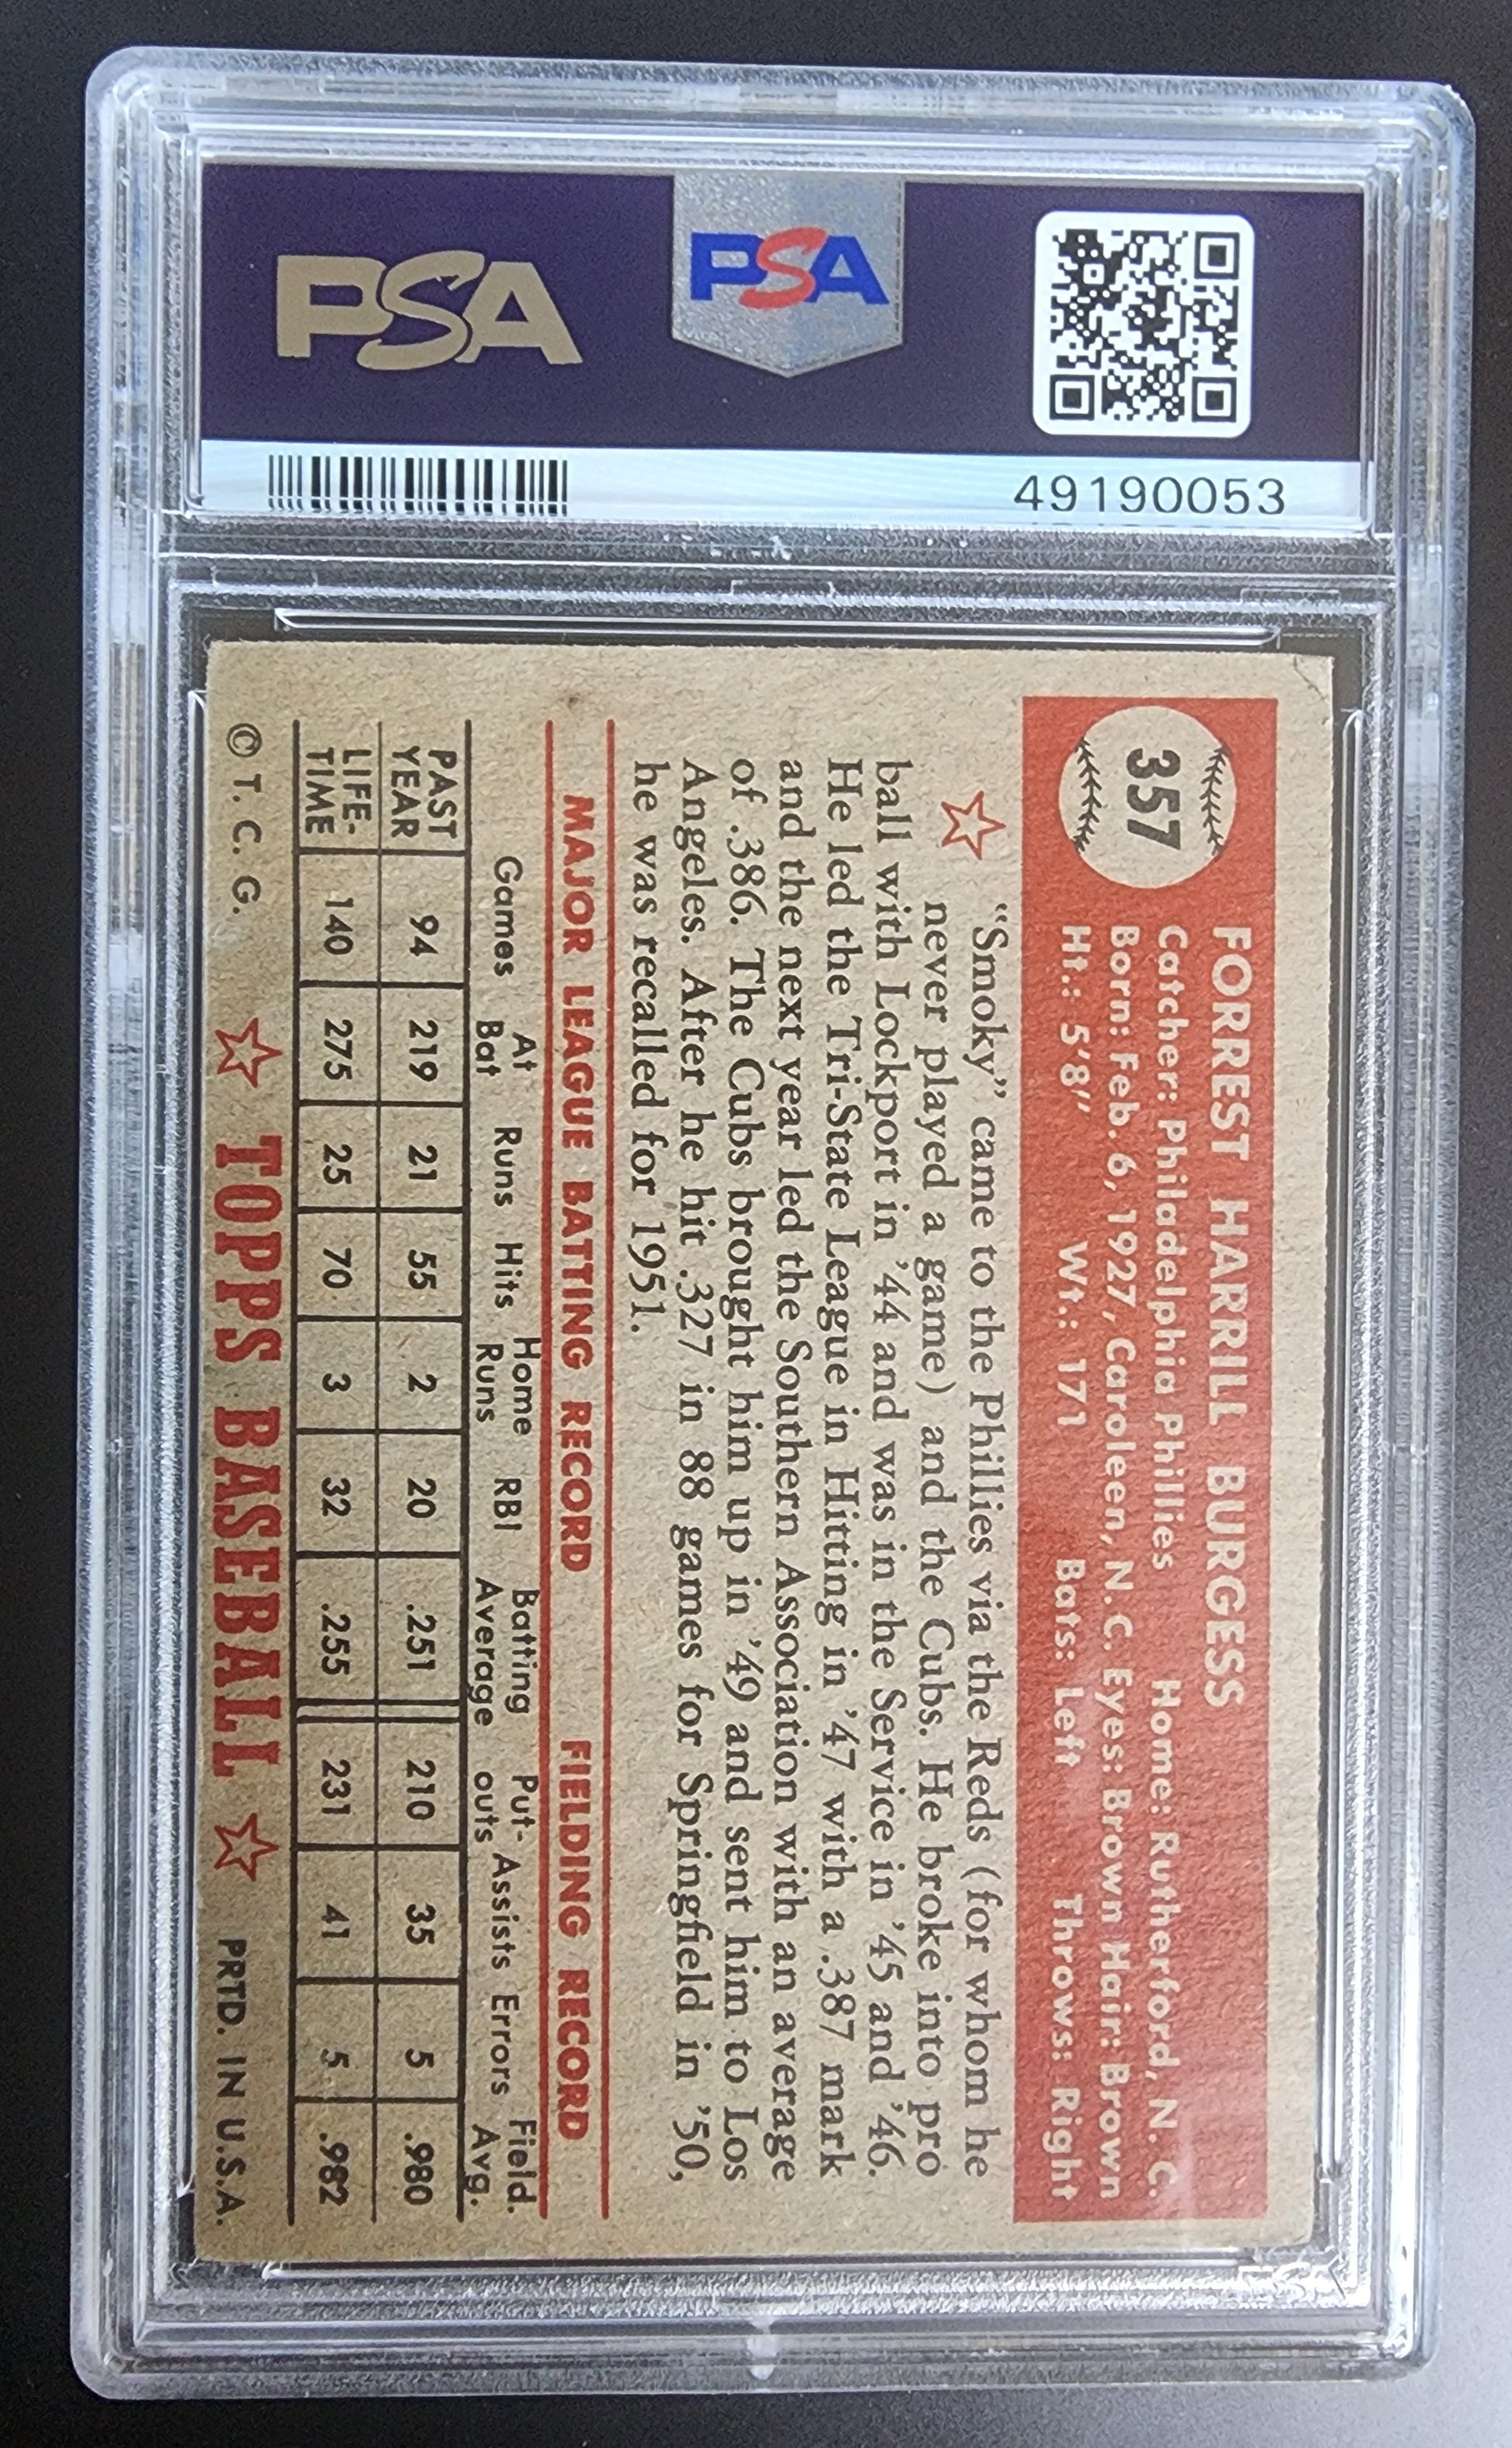 PSA
PSA
49190053
357
FORREST HARRILL BURGESS
Catcher: Philadelphia Phillies Home: Rutherford, N. C.
Born: Feb. 6, 1927, Caroleen, N. C. Eyes: Brown Hair: Brown
Ht.: 5'8" Wt.: 171 Bats: Left Throws: Right
"Smoky" came to the Phillies via the Reds (for whom he
never played a game) and the Cubs. He broke into pro
ball with Lockport in '44 and was in the Service in '45 and '46.
He led the Tri-State League in Hitting in '47 with a .387 mark
and the next year led the Southern Association with an average
of .386. The Cubs brought him up in '49 and sent him to Los
Angeles. After he hit .327 in 88 games for Springfield in '50,
he was recalled for 1951.
MAJOR LEAGUE BATTING RECORD FIELDING RECORD
Games At Bat Runs Hits Home Runs RBI Batting Average Put-outs Assists Errors Field. Avg.
PAST YEAR 94 219 21 55 2 20 .251 210 35 5 .980
LIFE-TIME 140 275 25 70 3 32 .255 231 41 5 .982
© T. C. G. TOPPS BASEBALL PRTD. IN U.S.A.